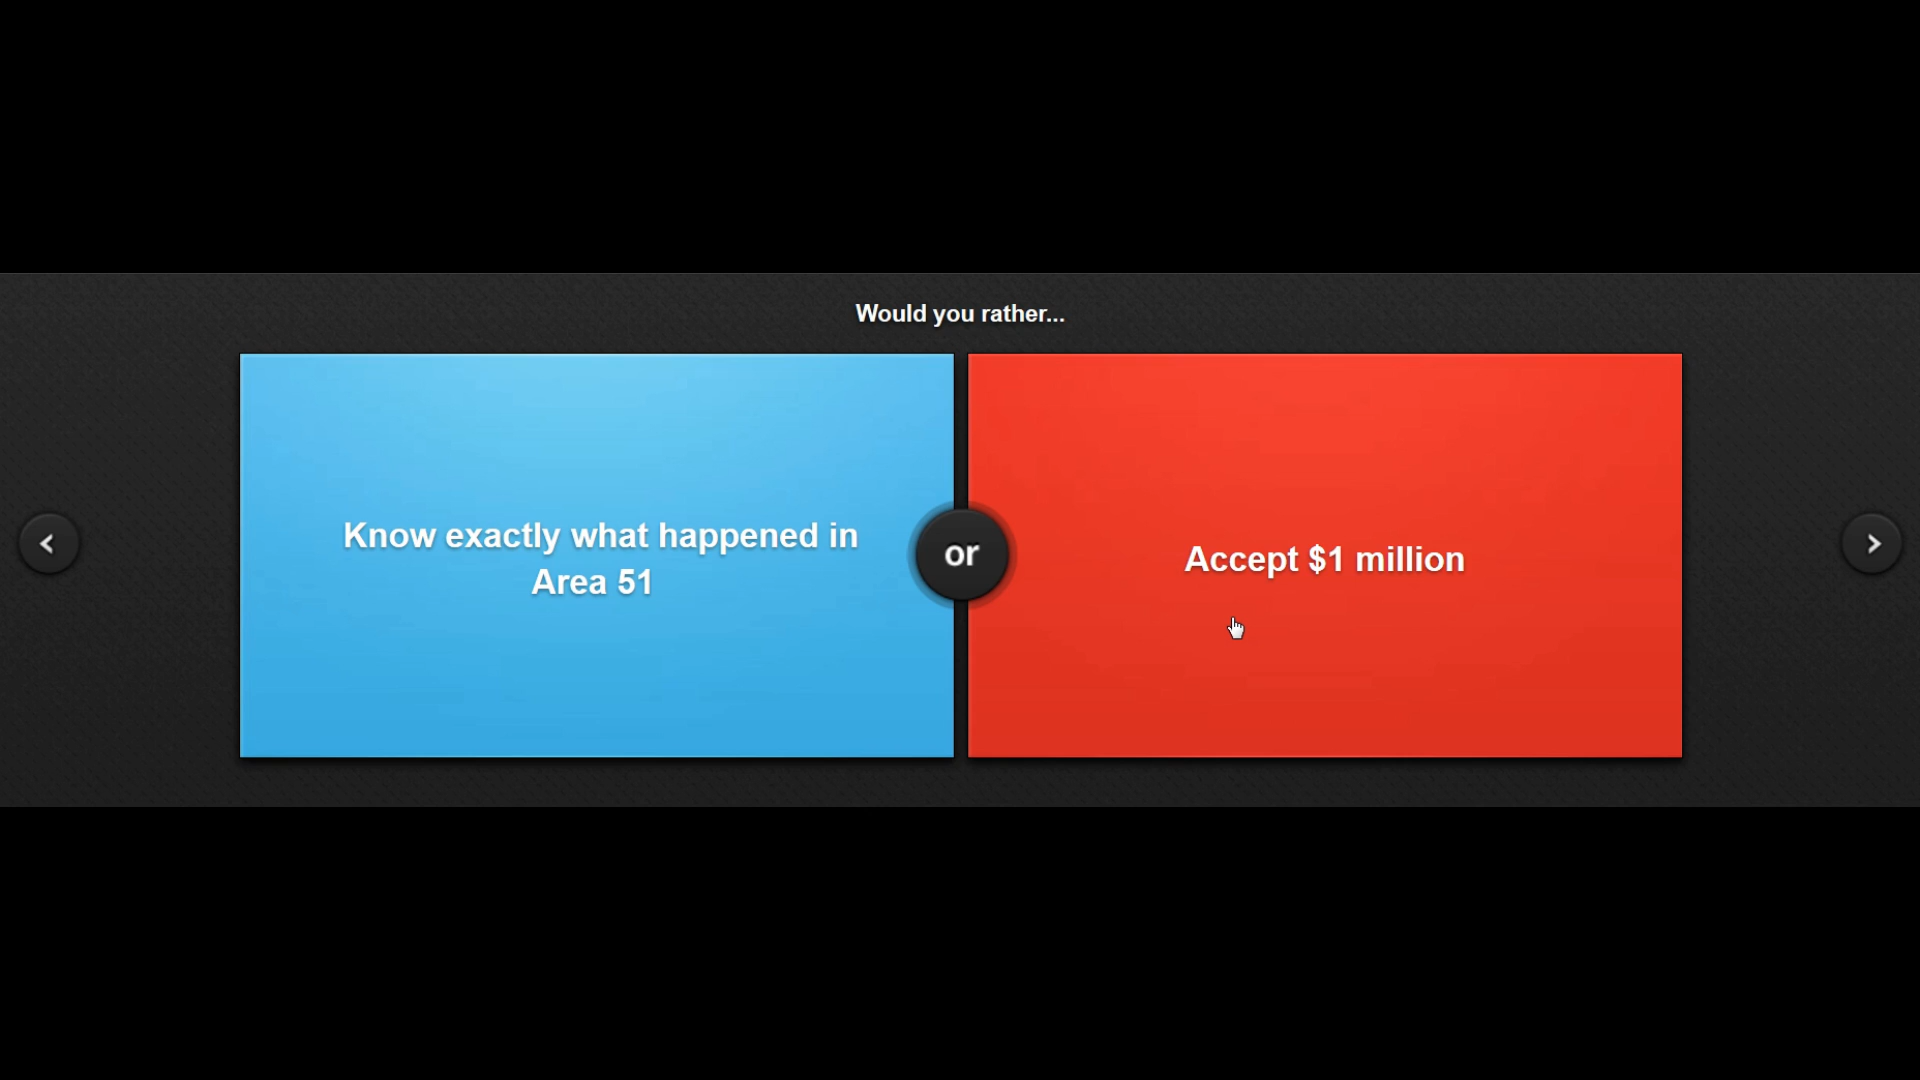 Would you rather...
Know exactly what happened in
Area 51
or
Accept $1 million